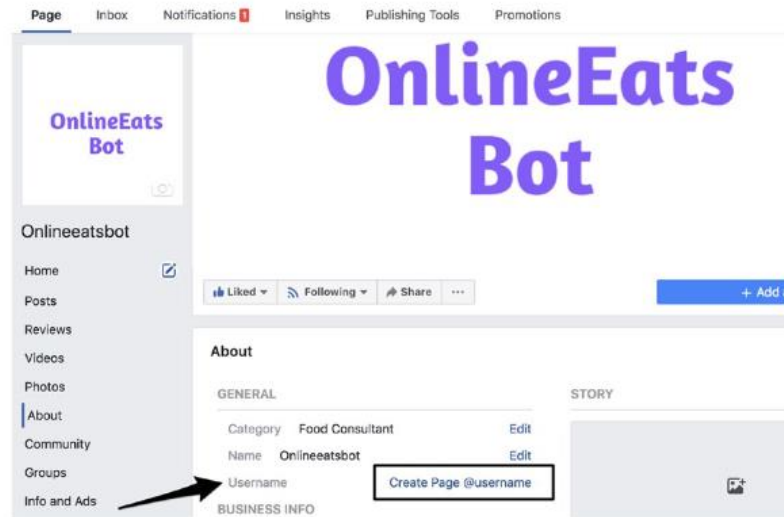 Page Inbox Notifications 1 Insights Publishing Tools Promotions
OnlineEats
Bot
OnlineEats
Bot
Onlineeatsbot
Home
Posts
Reviews
Videos
Photos
About
Community
Groups
Info and Ads
Liked Following Share ...
+ Add
About
GENERAL
Category Food Consultant Edit
Name Onlineeatsbot Edit
Username Create Page @username
BUSINESS INFO
STORY